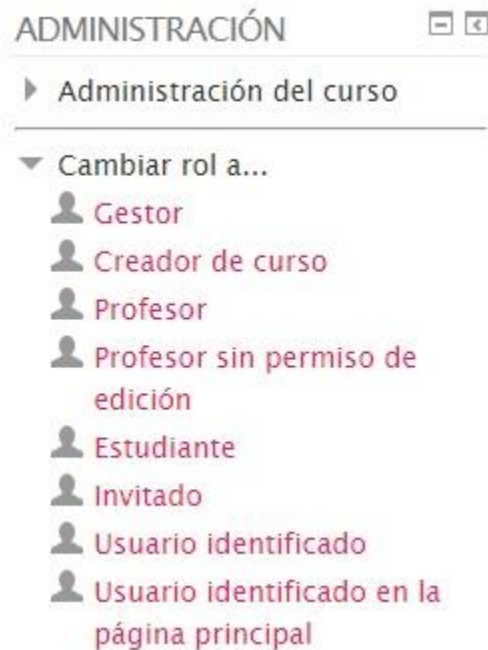 ADMINISTRACIÓN
Administración del curso
Cambiar rol a...
Gestor
Creador de curso
Profesor
Profesor sin permiso de
edición
Estudiante
Invitado
Usuario identificado
Usuario identificado en la
página principal